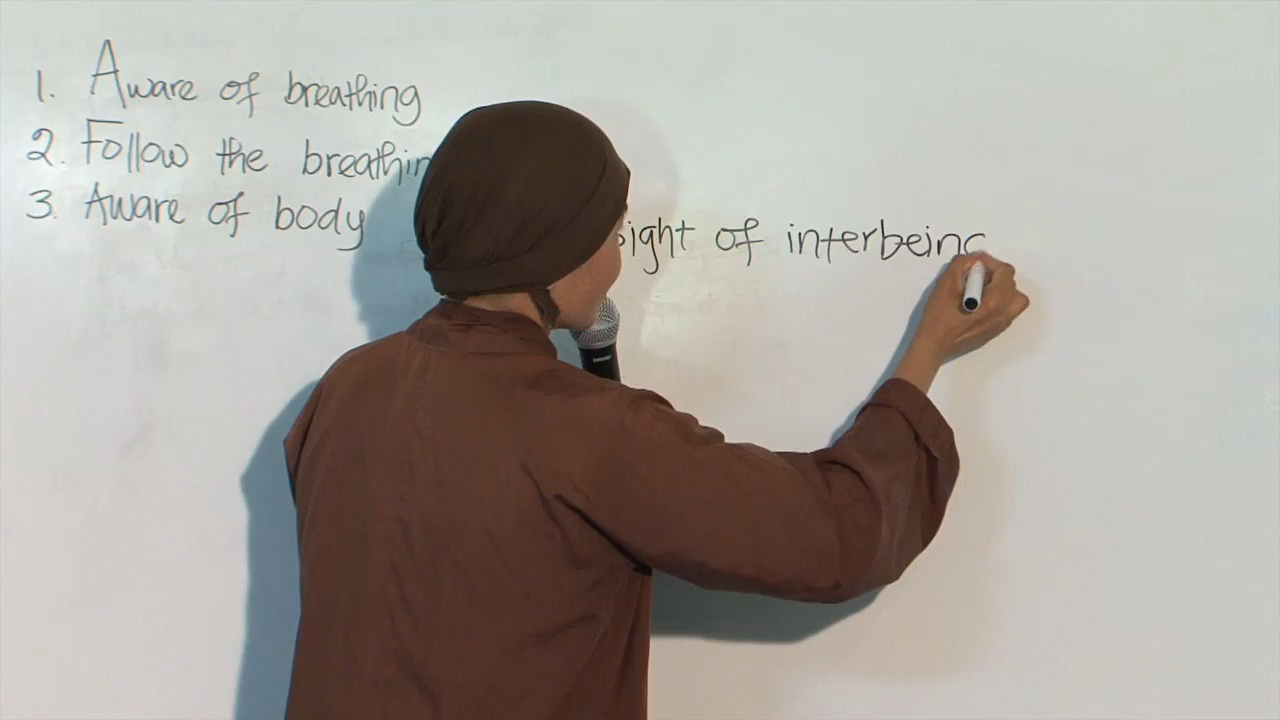 1. Aware of breathing
2. Follow the
3. Aware of body
of